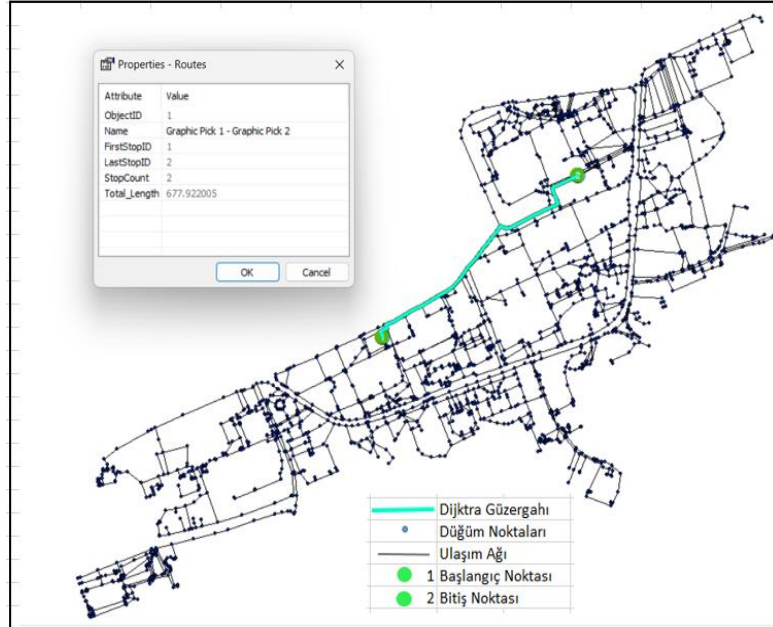 Properties - Routes
Attribute Value
ObjectID 1
Name Graphic Pick 1 - Graphic Pick 2
FirstStopID 1
LastStopID 2
StopCount 2
Total_Length 677.922005
OK Cancel
Dijktra Güzergahı
Düğüm Noktaları
Ulaşım Ağı
1 Başlangıç Noktası
2 Bitiş Noktası